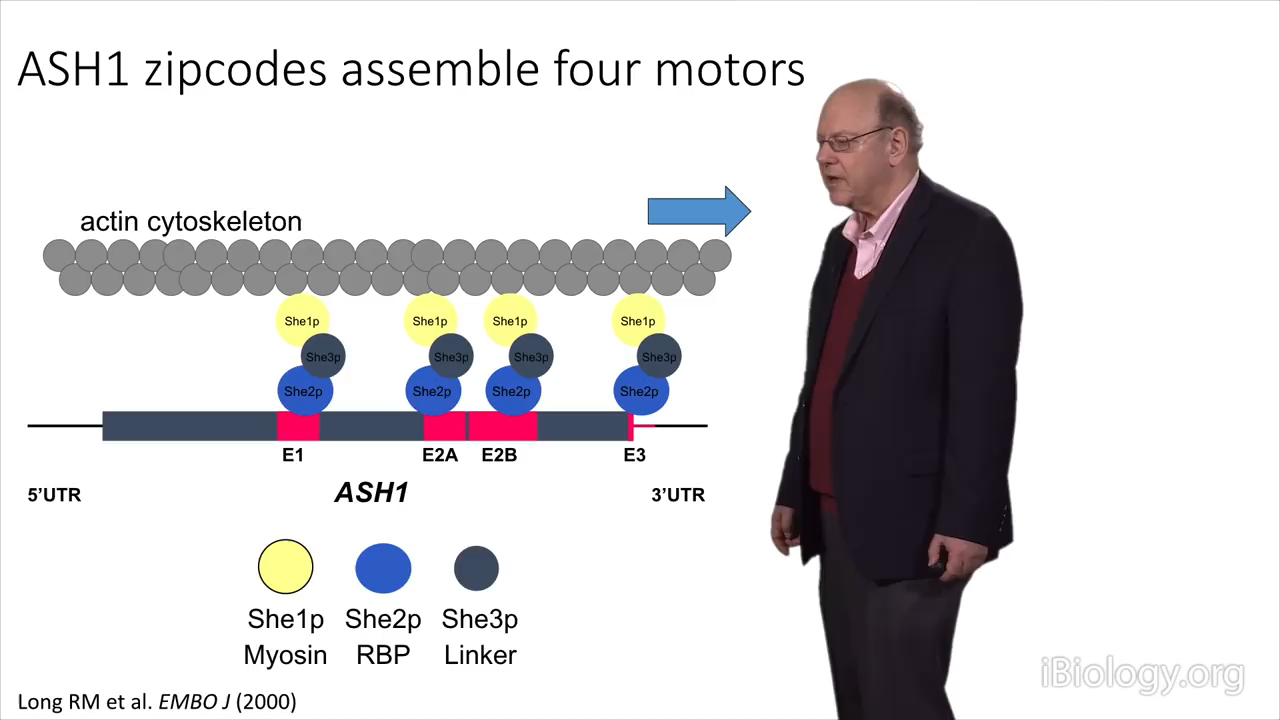 ASH1 zipcodes assemble four motors
actin cytoskeleton
She1p She1p She1p She1p
She3p She3p She3p She3p
She2p She2p She2p She2p
E1 E2A E2B E3
5'UTR ASH1 3'UTR
She1p She2p She3p
Myosin RBP Linker
Long RM et al. EMBO J (2000)
iBiology.org